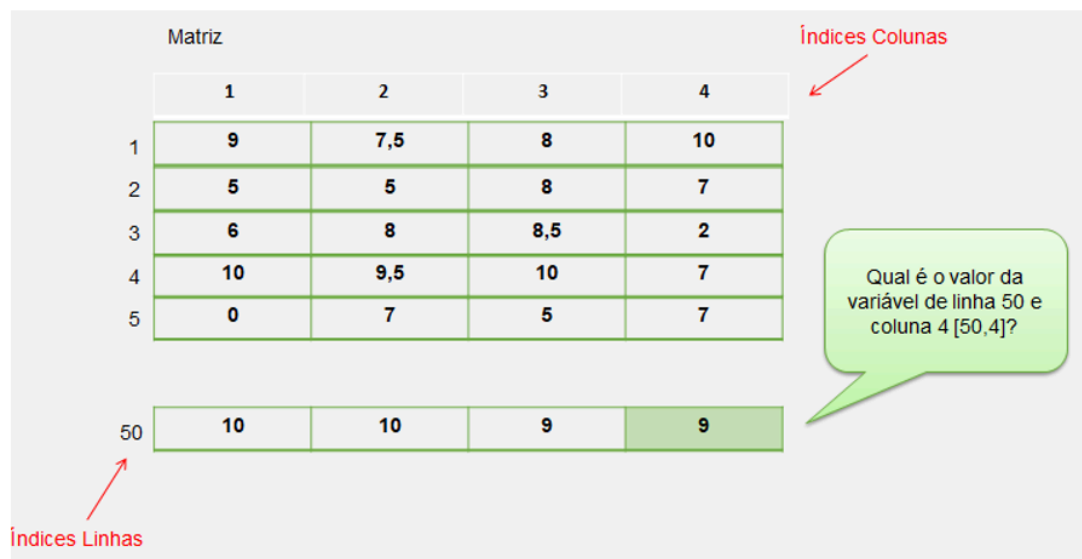 Matriz
Índices Colunas
1 2 3 4
1 9 7,5 8 10
2 5 5 8 7
3 6 8 8,5 2
4 10 9,5 10 7
5 0 7 5 7
Qual é o valor da
variável de linha 50 e
coluna 4 [50,4]?
50 10 10 9 9
Índices Linhas